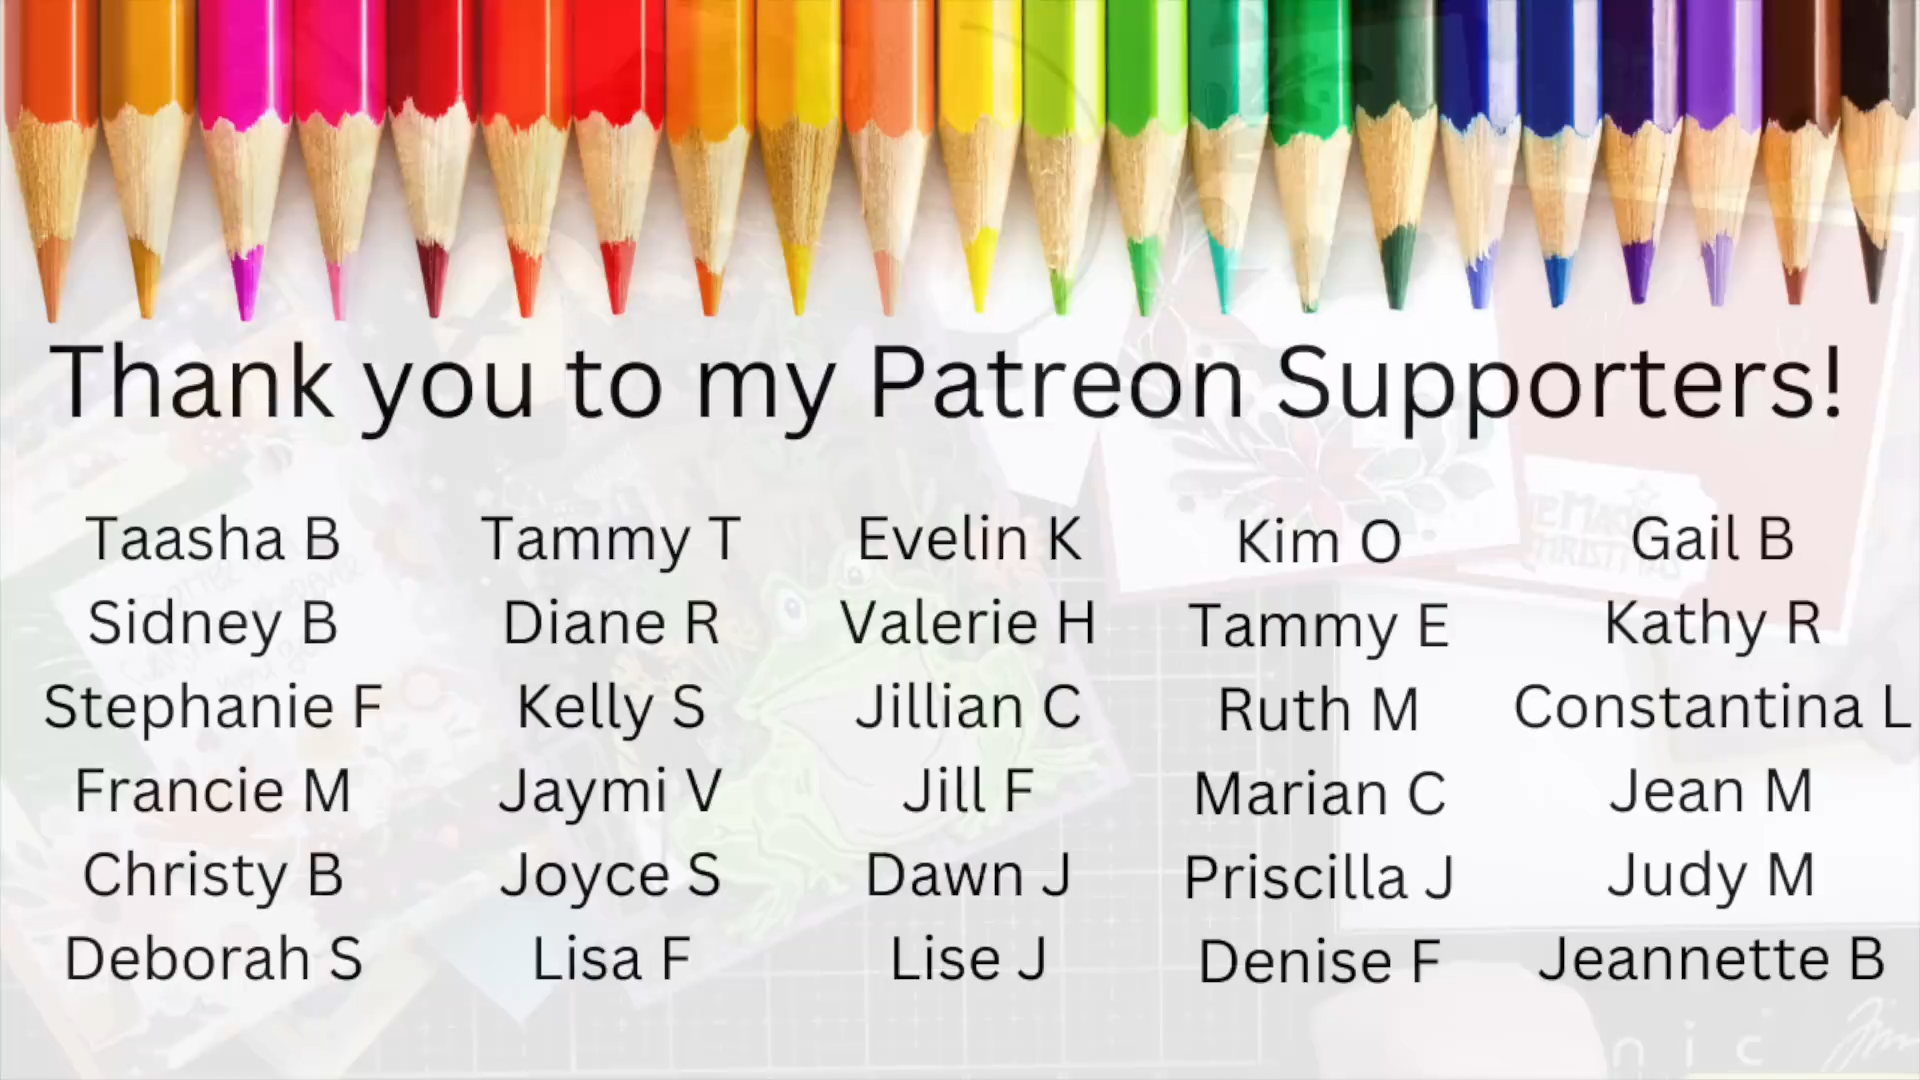 Thank you to my Patreon Supporters!
Taasha B
Sidney B
Stephanie F
Francie M
Christy B
Deborah S
Tammy T
Diane R
Kelly S
Jaymi V
Joyce S
Lisa F
Evelin K
Valerie H
Jillian C
Jill F
Dawn J
Lise J
Kim O
Tammy E
Ruth M
Marian C
Priscilla J
Denise F
Gail B
Kathy R
Constantina L
Jean M
Judy M
Jeannette B